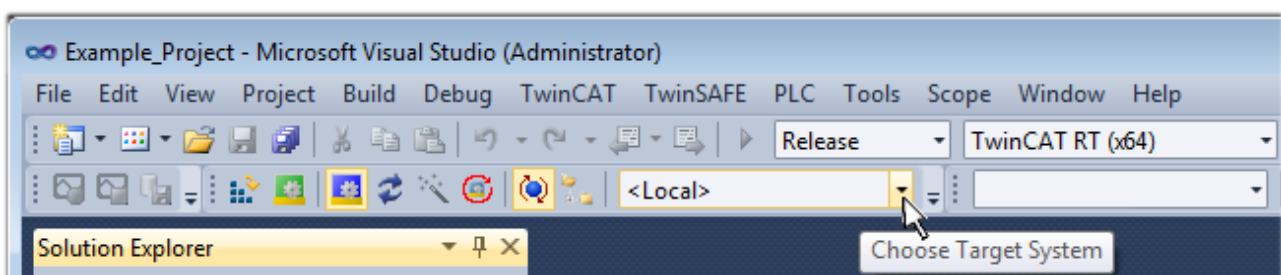 Example_Project - Microsoft Visual Studio (Administrator)
File Edit View Project Build Debug TwinCAT TwinSAFE PLC Tools Scope Window Help
Release TwinCAT RT (x64)
<Local>
Solution Explorer
Choose Target System